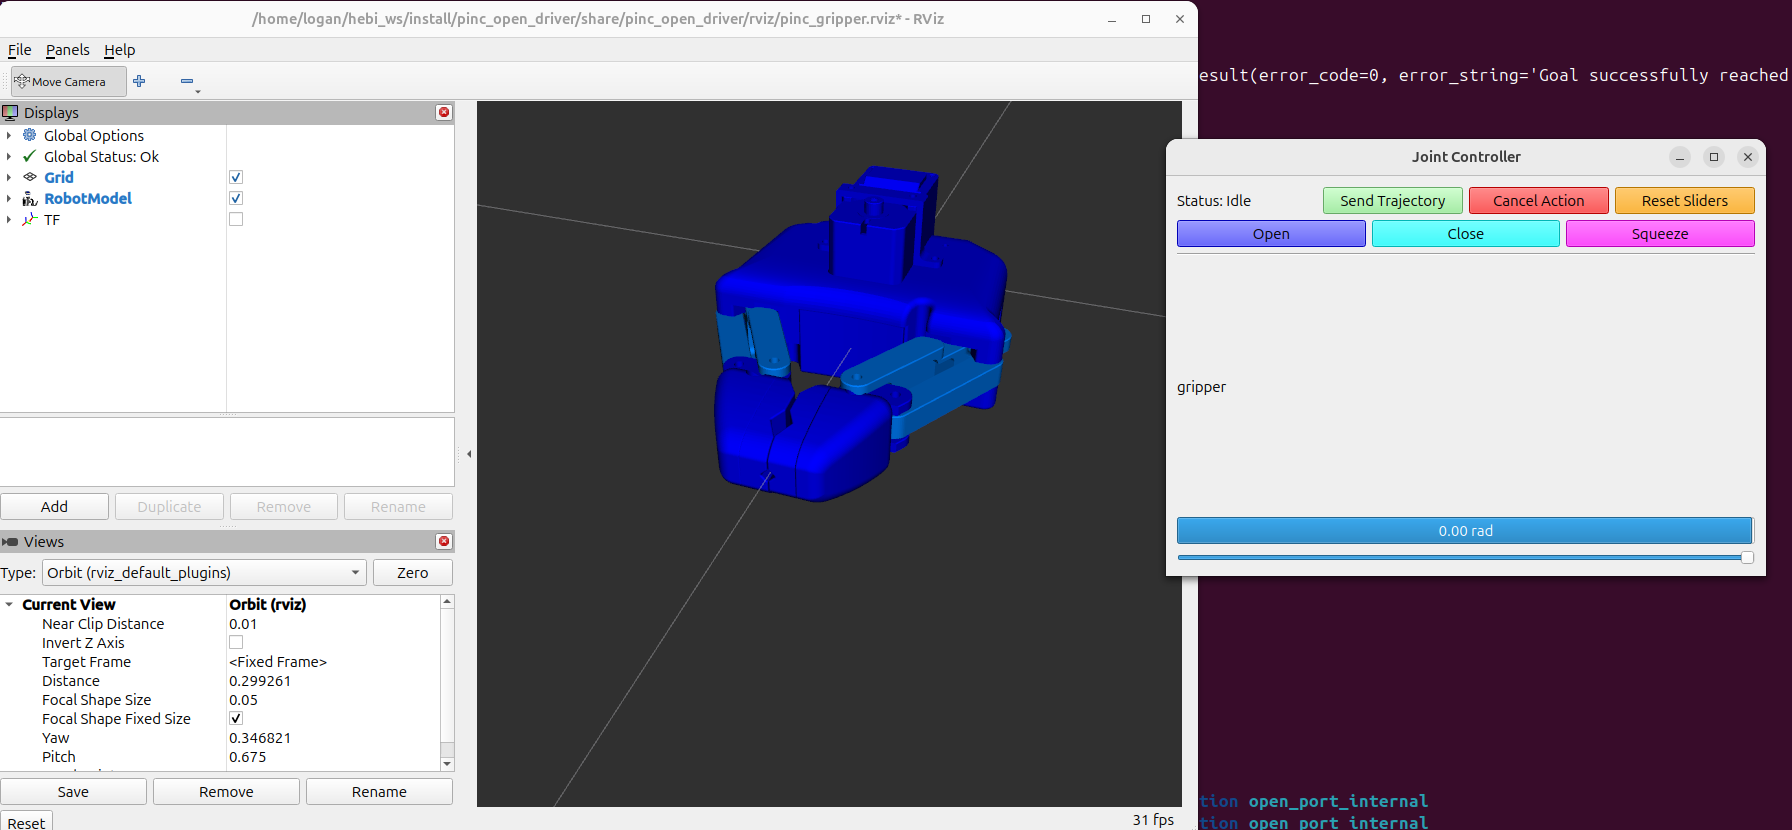 /home/logan/hebi_ws/install/pinc_open_driver/share/pinc_open_driver/rviz/pinc_gripper.rviz* - RViz
File Panels Help
Move Camera
Displays
Global Options
Global Status: Ok
Grid
RobotModel
TF
Add Duplicate Remove Rename
Views
Type: Orbit (rviz_default_plugins) Zero
Current View Orbit (rviz)
Near Clip Distance 0.01
Invert Z Axis
Target Frame <Fixed Frame>
Distance 0.299261
Focal Shape Size 0.05
Focal Shape Fixed Size
Yaw 0.346821
Pitch 0.675
Save Remove Rename
Reset
31 fps
esult(error_code=0, error_string='Goal successfully reached
Joint Controller
Status: Idle Send Trajectory Cancel Action Reset Sliders
Open Close Squeeze
gripper
0.00 rad
tion open_port_internal
tion open_port_internal